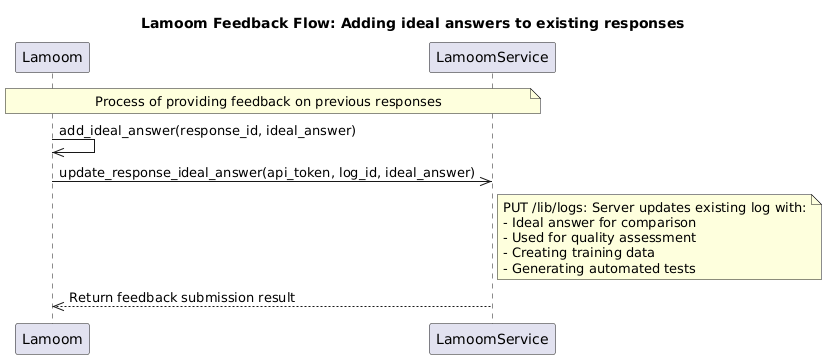 Lamoom Feedback Flow: Adding ideal answers to existing responses
Lamoom
LamoomService
Process of providing feedback on previous responses
add_ideal_answer(response_id, ideal_answer)
update_response_ideal_answer(api_token, log_id, ideal_answer)
PUT /lib/logs: Server updates existing log with:
- Ideal answer for comparison
- Used for quality assessment
- Creating training data
- Generating automated tests
Return feedback submission result
Lamoom
LamoomService